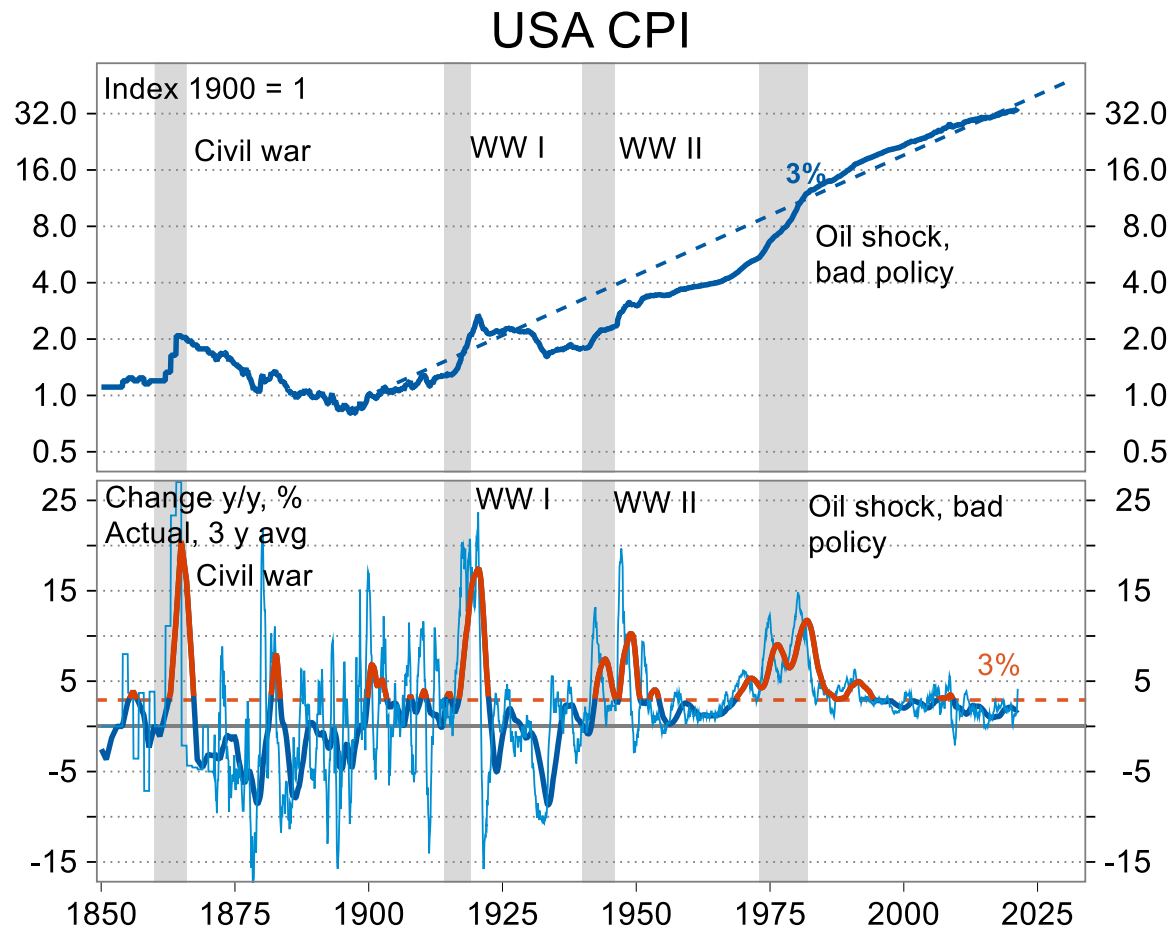 USA CPI
Index 1900 = 1
32.0
32.0
Civil war
WW I
WW II
16.0
3%
16.0
8.0
8.0
Oil shock,
bad policy
4.0
4.0
2.0
2.0
1.0
1.0
0.5
0.5
25
Change y/y, %
Actual, 3 y avg
WW I
WW II
Oil shock, bad
policy
25
Civil war
15
15
3%
5
5
-5
-5
-15
-15
1850
1875
1900
1925
1950
1975
2000
2025